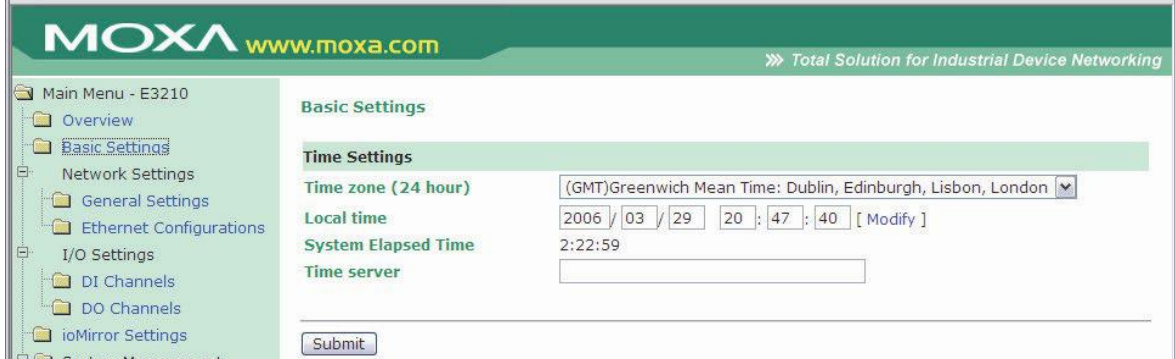 MOXA www.moxa.com
Total Solution for Industrial Device Networking
Main Menu - E3210
Overview
Basic Settings
Network Settings
General Settings
Ethernet Configurations
I/O Settings
DI Channels
DO Channels
ioMirror Settings
Basic Settings
Time Settings
Time zone (24 hour) (GMT)Greenwich Mean Time: Dublin, Edinburgh, Lisbon, London
Local time 2006 / 03 / 29 20 : 47 : 40 [ Modify ]
System Elapsed Time 2:22:59
Time server
Submit